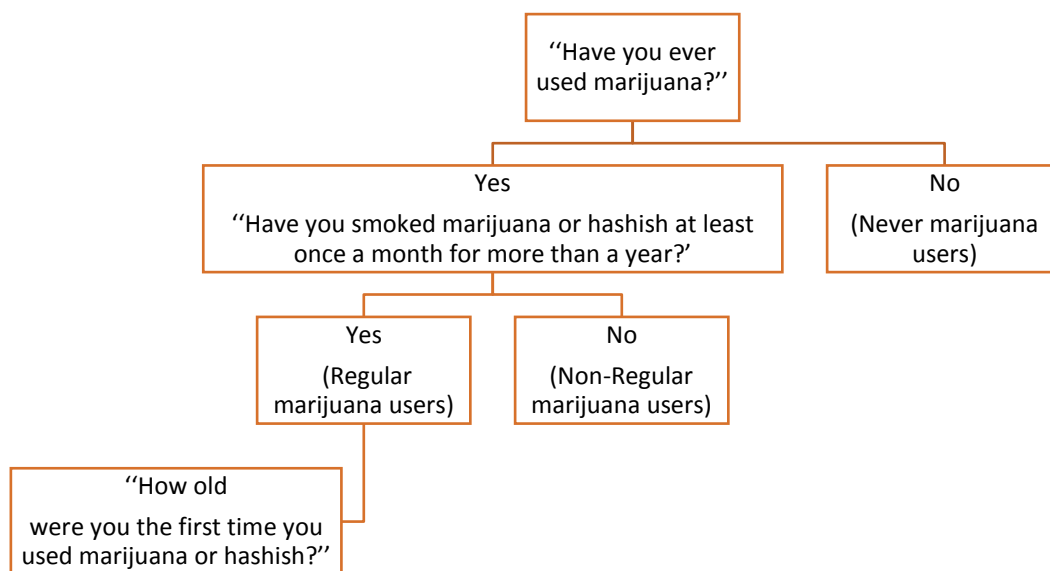 ‘‘Have you ever
used marijuana?’’
Yes
‘‘Have you smoked marijuana or hashish at least
once a month for more than a year?’
No
(Never marijuana
users)
Yes
(Regular
marijuana users)
No
(Non-Regular
marijuana users)
‘‘How old
were you the first time you
used marijuana or hashish?’’